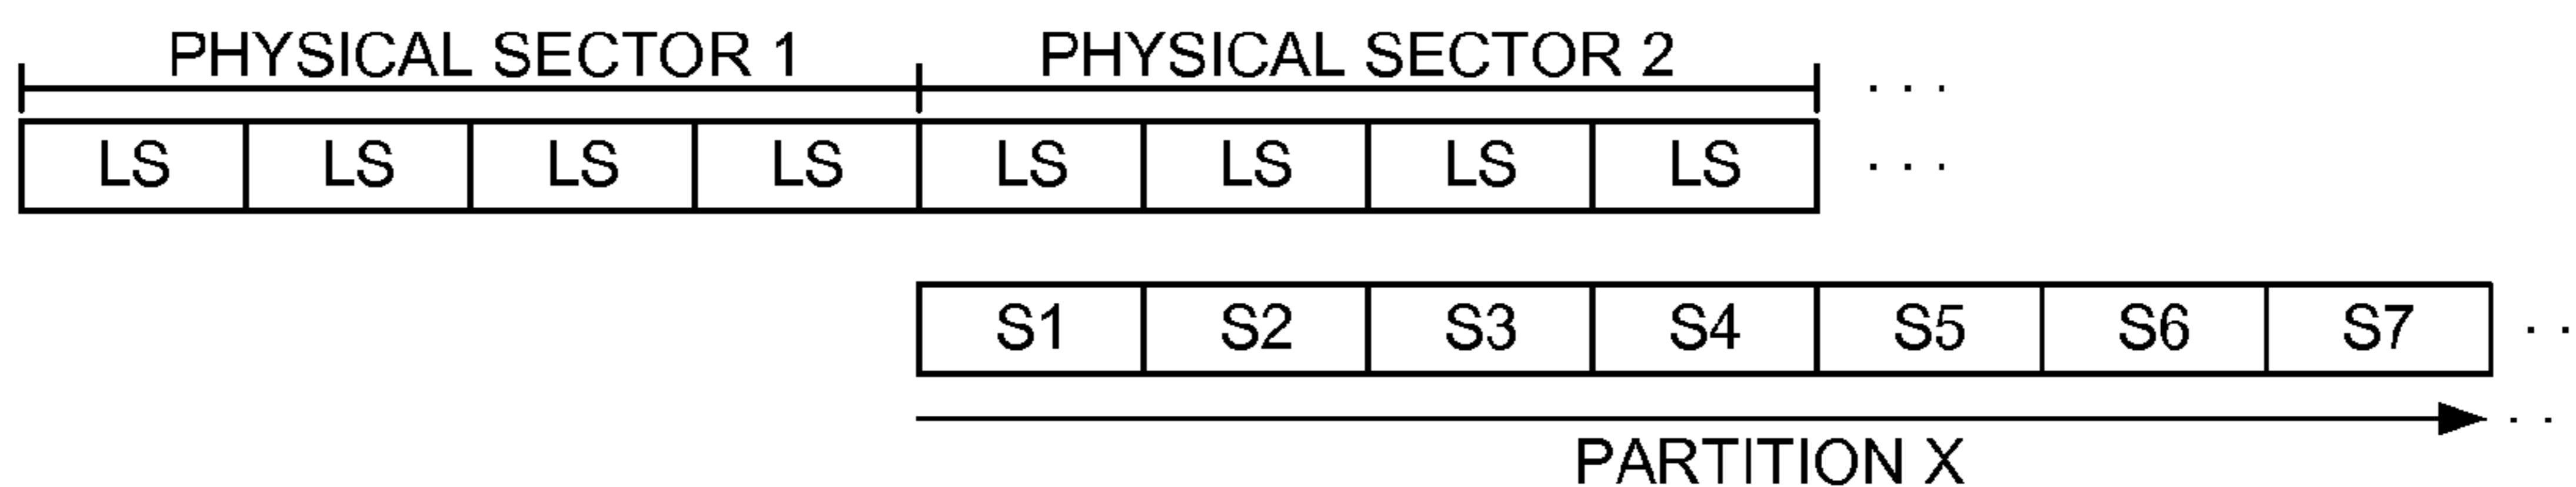 PHYSICAL SECTOR 1 PHYSICAL SECTOR 2 . . .
LS LS LS LS LS LS LS LS . . .
S1 S2 S3 S4 S5 S6 S7 . .
. .
PARTITION X